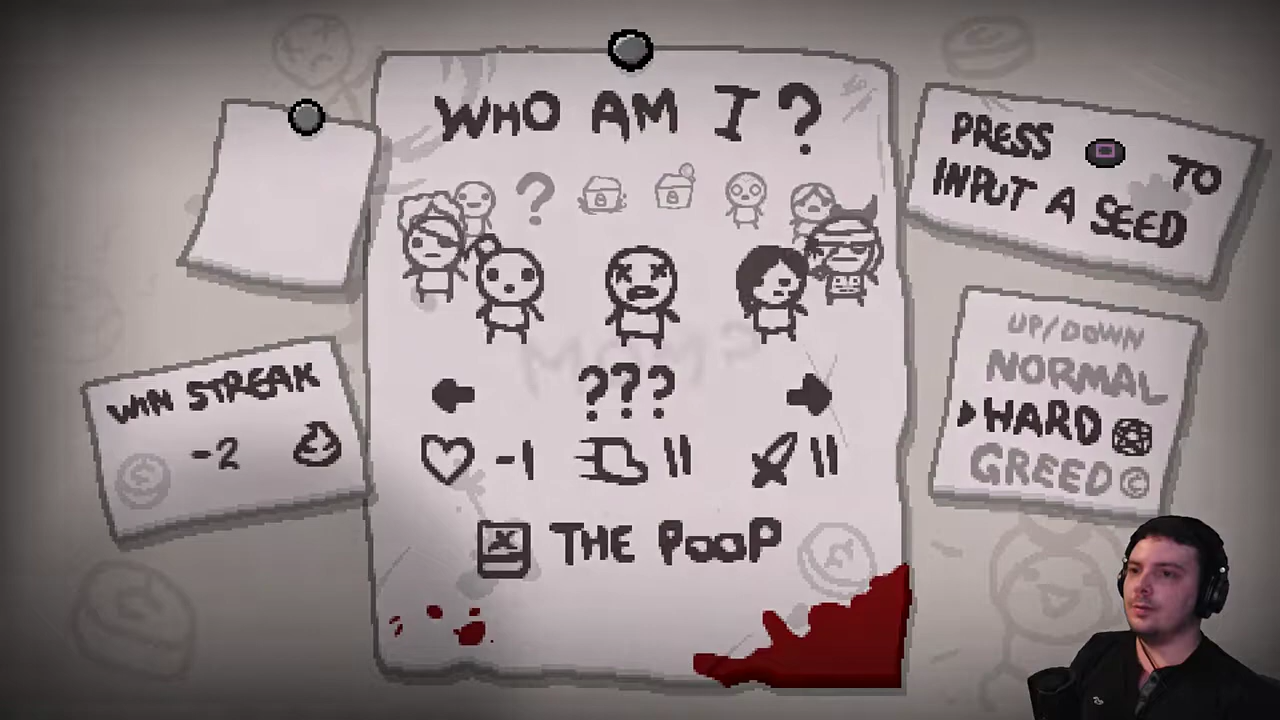 WHO AM I?
?
PRESS TO
INPUT A SEED
WIN STREAK
-2
UP/DOWN
NORMAL
HARD
GREED
???
-1 11 11
THE POOP